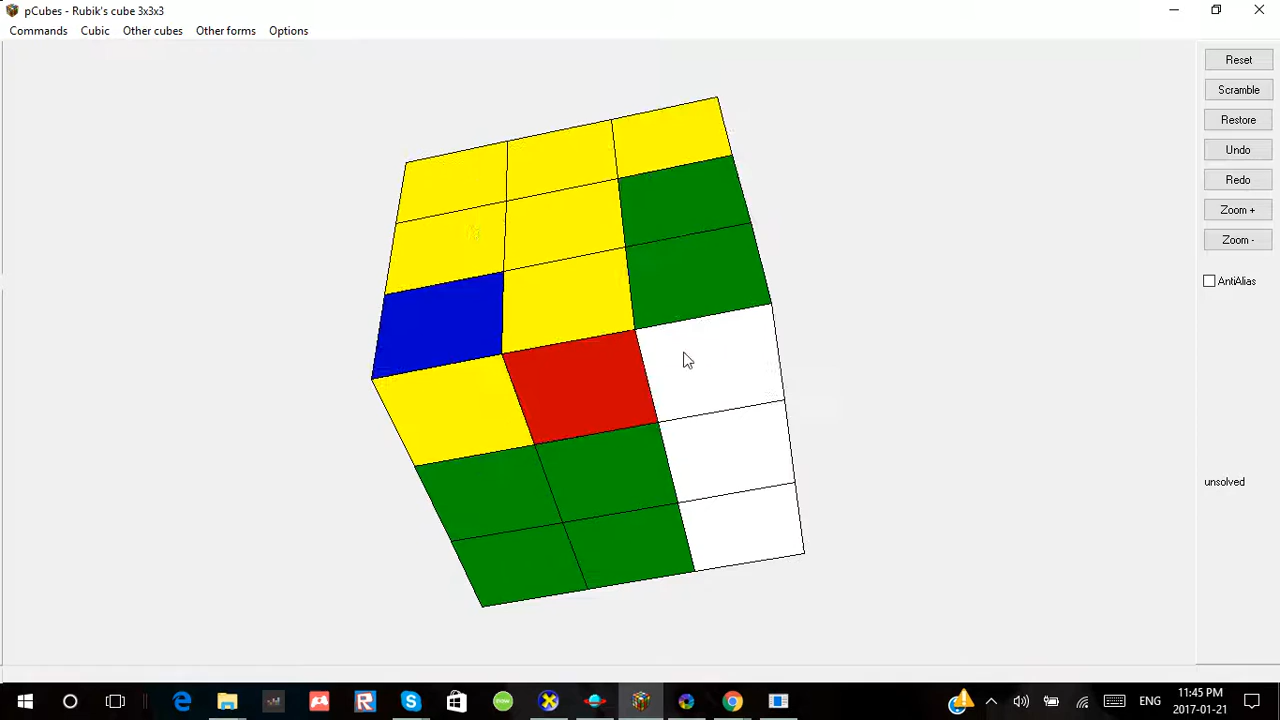 pCubes - Rubik's cube 3x3x3
Commands Cubic Other cubes Other forms Options
Reset
Scramble
Restore
Undo
Redo
Zoom +
Zoom -
AntiAlias
unsolved
ENG
11:45 PM
2017-01-21